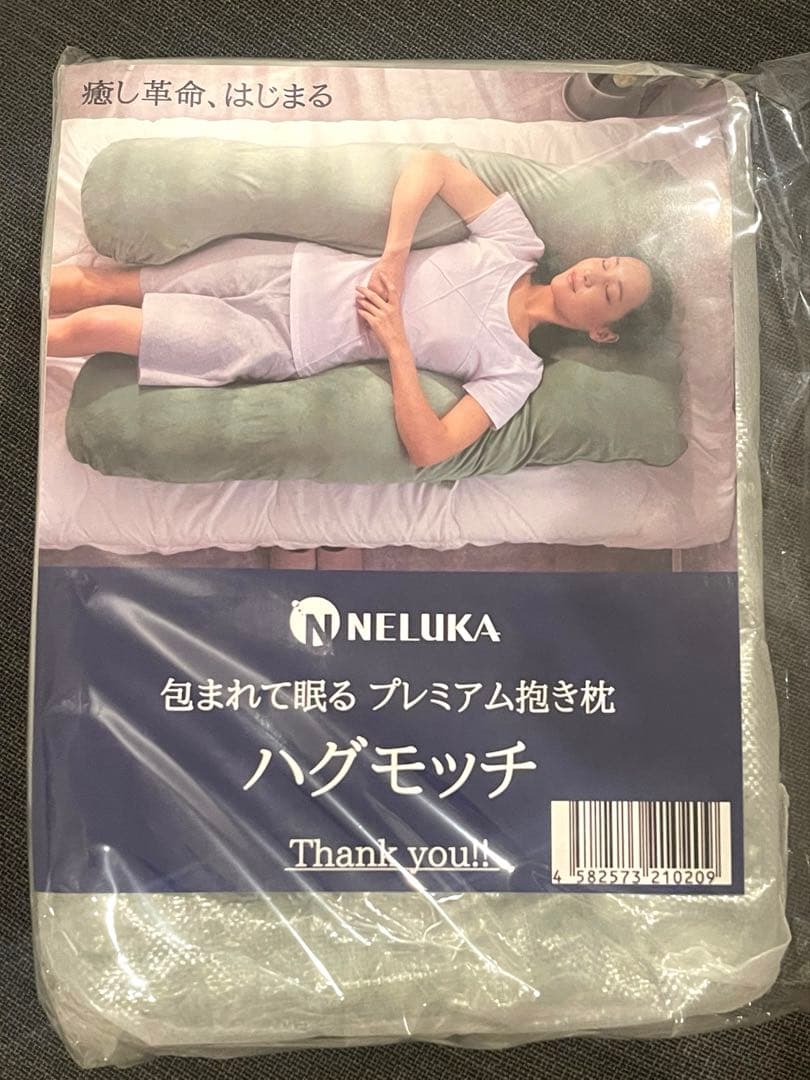 癒し革命、はじまる
N NELUKA
包まれて眠る プレミアム抱き枕
ハグモッチ
Thank you!!
4 582573 210209